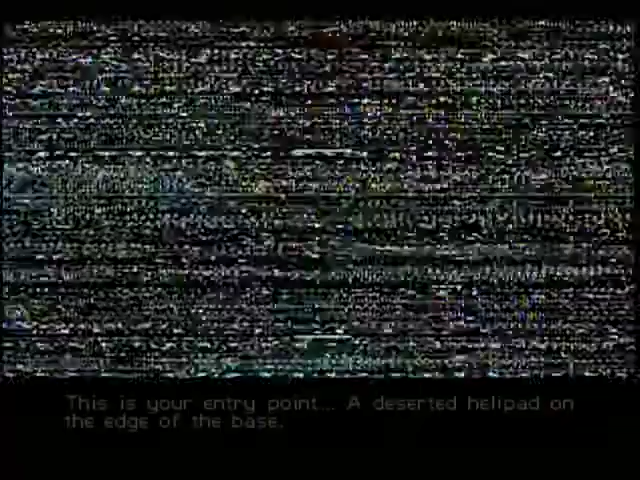 This is your entry point... A deserted helipad on
the edge of the base.